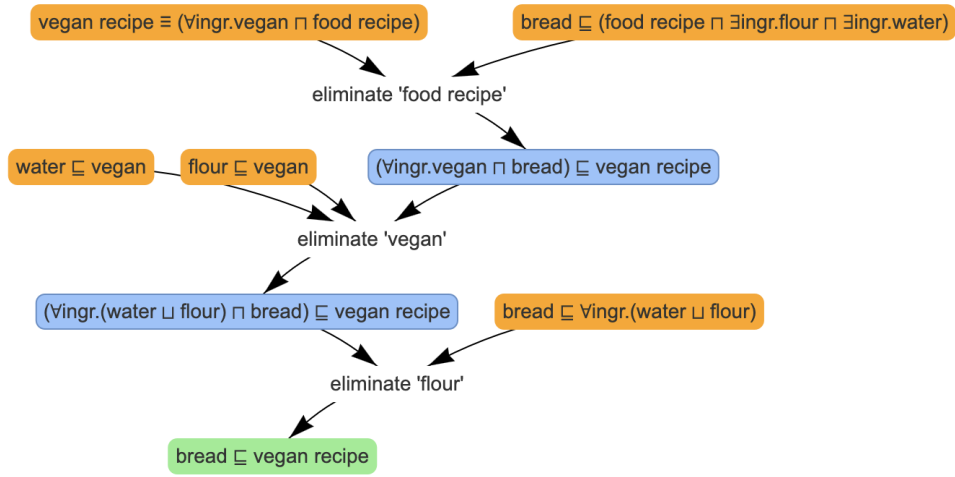 vegan recipe ≡ (∀ingr.vegan ⊓ food recipe)
bread ⊑ (food recipe ⊓ ∃ingr.flour ⊓ ∃ingr.water)
eliminate 'food recipe'
water ⊑ vegan
flour ⊑ vegan
(∀ingr.vegan ⊓ bread) ⊑ vegan recipe
eliminate 'vegan'
(∀ingr.(water ⊔ flour) ⊓ bread) ⊑ vegan recipe
bread ⊑ ∀ingr.(water ⊔ flour)
eliminate 'flour'
bread ⊑ vegan recipe